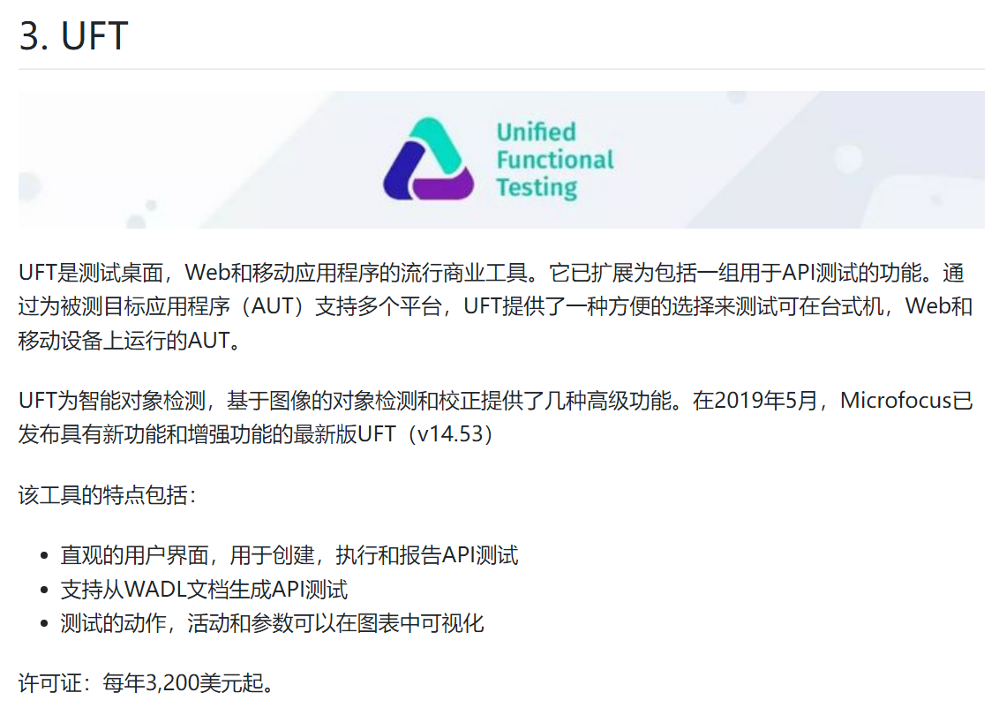 3. UFT
Unified
Functional
Testing
UFT是测试桌面，Web和移动应用程序的流行商业工具。它已扩展为包括一组用于API测试的功能。通
过为被测目标应用程序（AUT）支持多个平台，UFT提供了一种方便的选择来测试可在台式机，Web和
移动设备上运行的AUT。
UFT为智能对象检测，基于图像的对象检测和校正提供了几种高级功能。在2019年5月，Microfocus已
发布具有新功能和增强功能的最新版UFT（v14.53）
该工具的特点包括：
• 直观的用户界面，用于创建，执行和报告API测试
• 支持从WADL文档生成API测试
• 测试的动作，活动和参数可以在图表中可视化
许可证：每年3,200美元起。